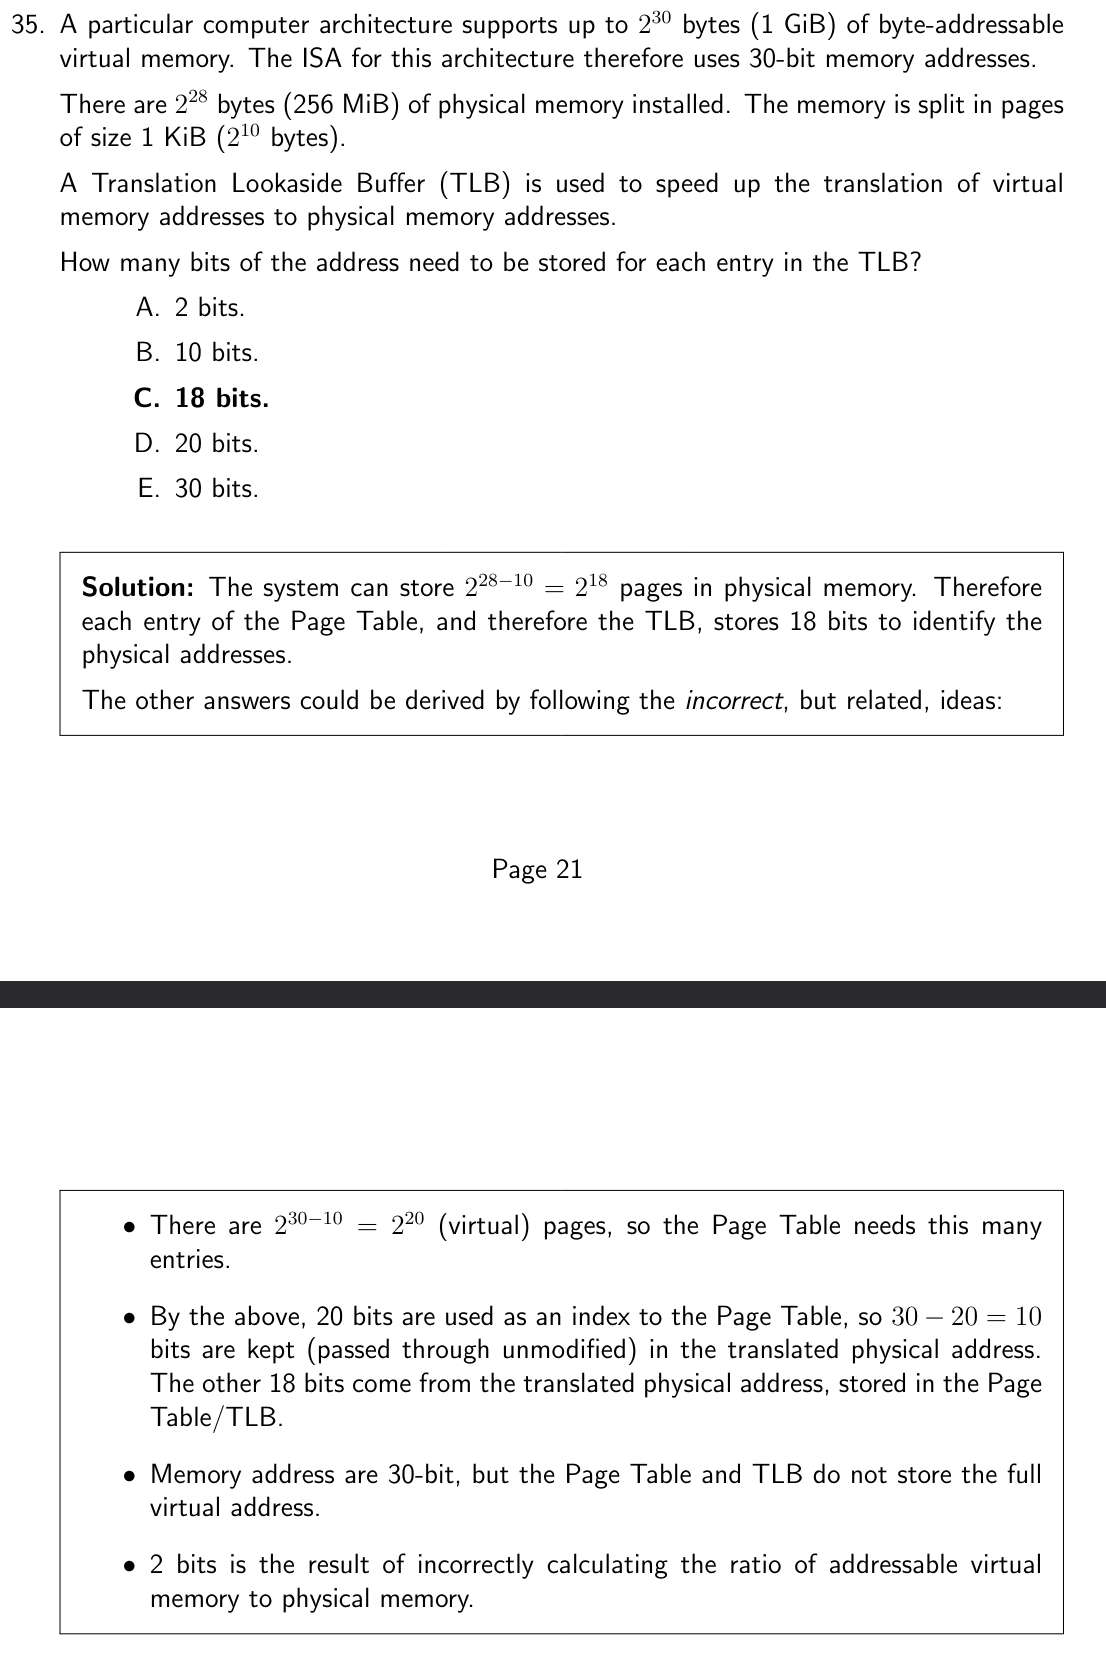 35. A particular computer architecture supports up to 2^30 bytes (1 GiB) of byte-addressable
virtual memory. The ISA for this architecture therefore uses 30-bit memory addresses.
There are 2^28 bytes (256 MiB) of physical memory installed. The memory is split in pages
of size 1 KiB (2^10 bytes).
A Translation Lookaside Buffer (TLB) is used to speed up the translation of virtual
memory addresses to physical memory addresses.
How many bits of the address need to be stored for each entry in the TLB?
A. 2 bits.
B. 10 bits.
C. 18 bits.
D. 20 bits.
E. 30 bits.
Solution: The system can store 2^28−10 = 2^18 pages in physical memory. Therefore
each entry of the Page Table, and therefore the TLB, stores 18 bits to identify the
physical addresses.
The other answers could be derived by following the incorrect, but related, ideas:
Page 21
• There are 2^30−10 = 2^20 (virtual) pages, so the Page Table needs this many
entries.
• By the above, 20 bits are used as an index to the Page Table, so 30 − 20 = 10
bits are kept (passed through unmodified) in the translated physical address.
The other 18 bits come from the translated physical address, stored in the Page
Table/TLB.
• Memory address are 30-bit, but the Page Table and TLB do not store the full
virtual address.
• 2 bits is the result of incorrectly calculating the ratio of addressable virtual
memory to physical memory.